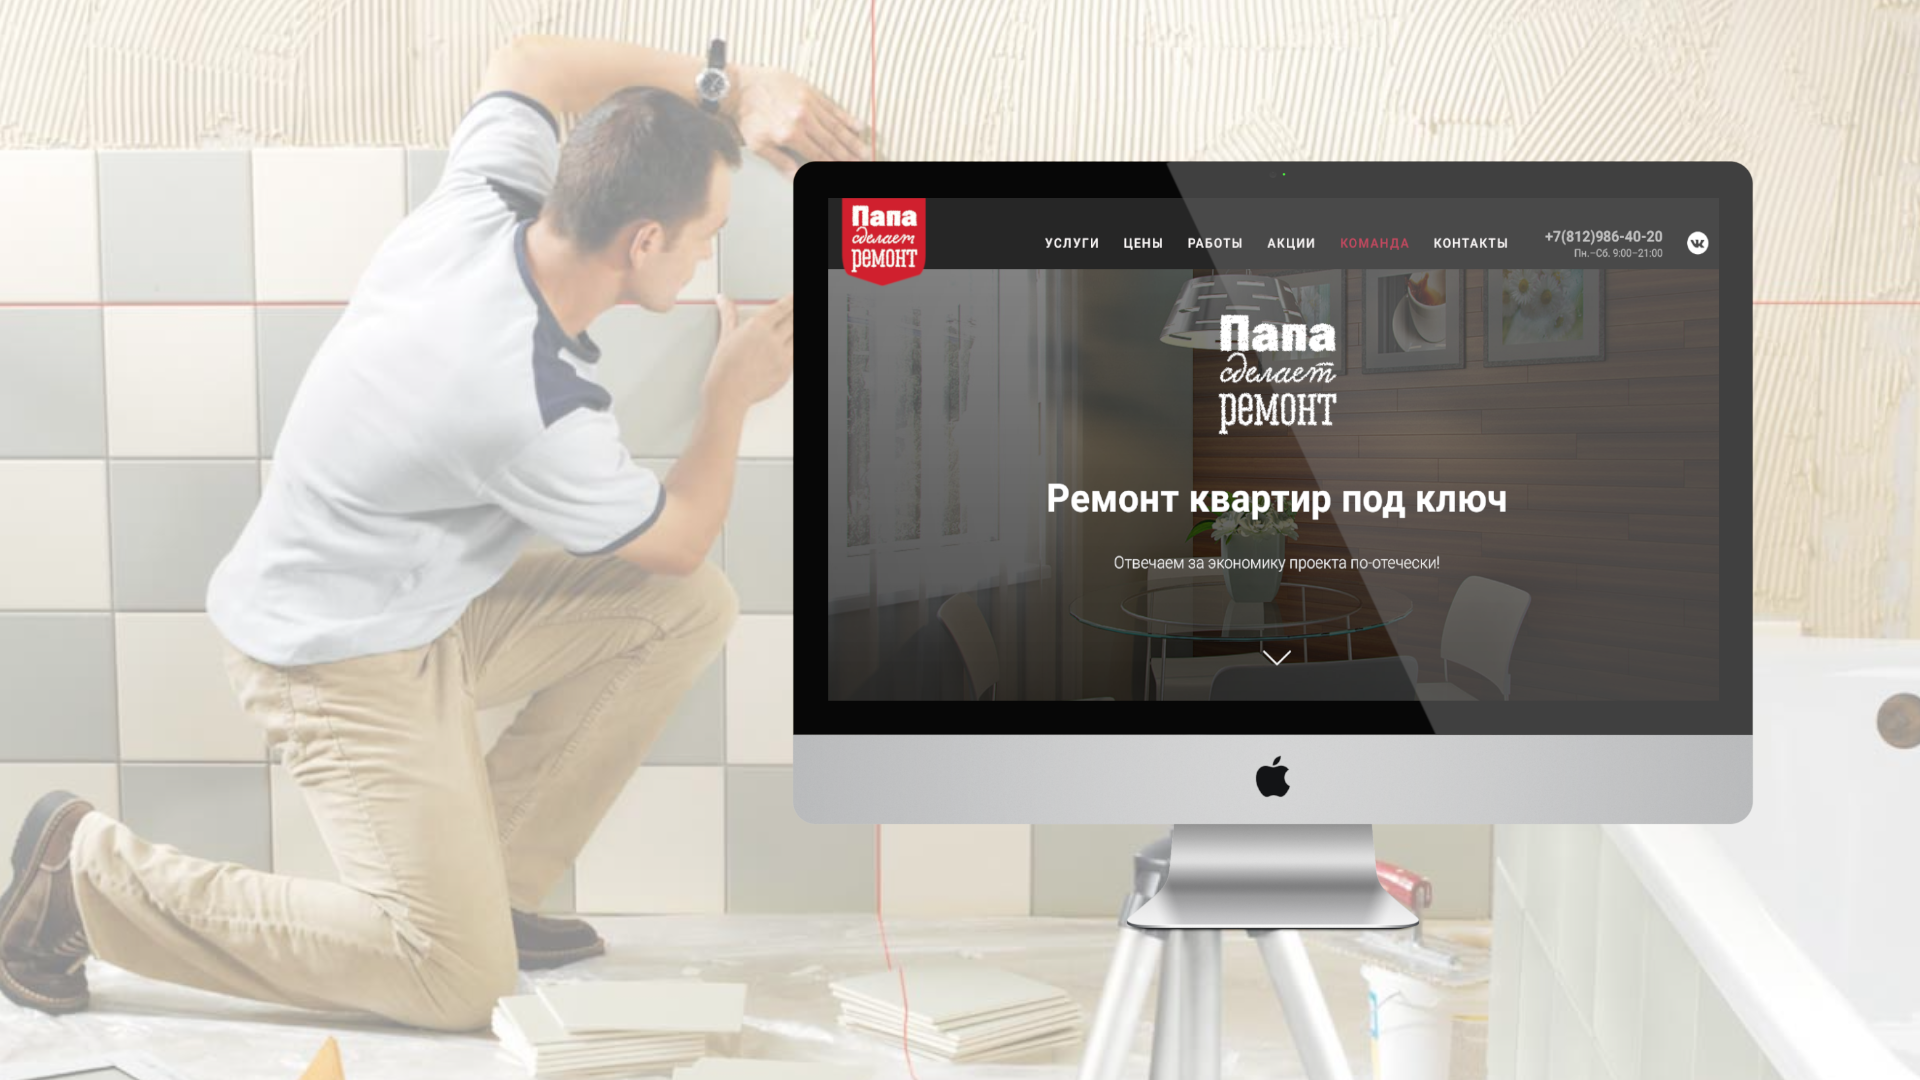 Папа
сделает
ремонт
УСЛУГИ ЦЕНЫ РАБОТЫ АКЦИИ КОМАНДА КОНТАКТЫ
+7(812)986-40-20
Пн.–Сб. 9:00–21:00
Папа
сделает
ремонт
Ремонт квартир под ключ
Отвечаем за экономику проекта по-отечески!